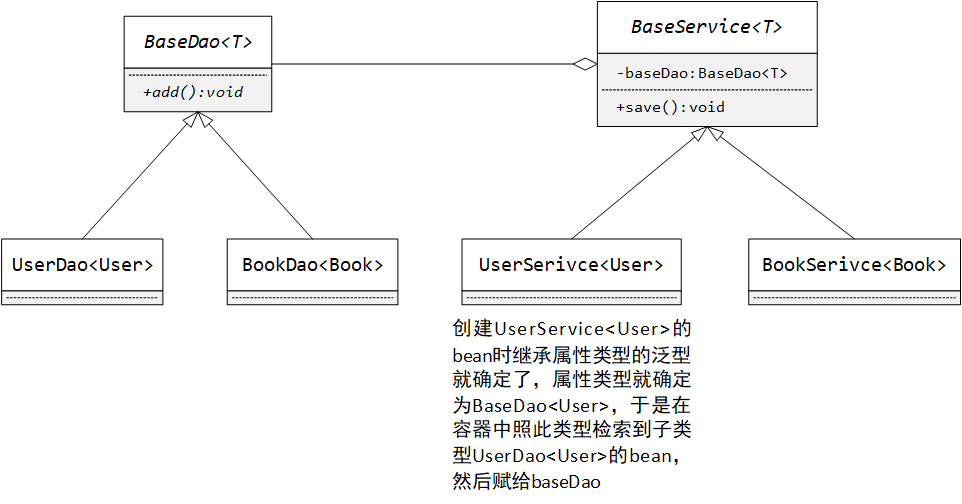 BaseDao<T>
+add():void
BaseService<T>
-baseDao:BaseDao<T>
+save():void
UserDao<User>
BookDao<Book>
UserSerivce<User>
BookSerivce<Book>
创建UserService<User>的
bean时继承属性类型的泛型
就确定了，属性类型就确定
为BaseDao<User>，于是在
容器中照此类型检索到子类
型UserDao<User>的bean，
然后赋给baseDao